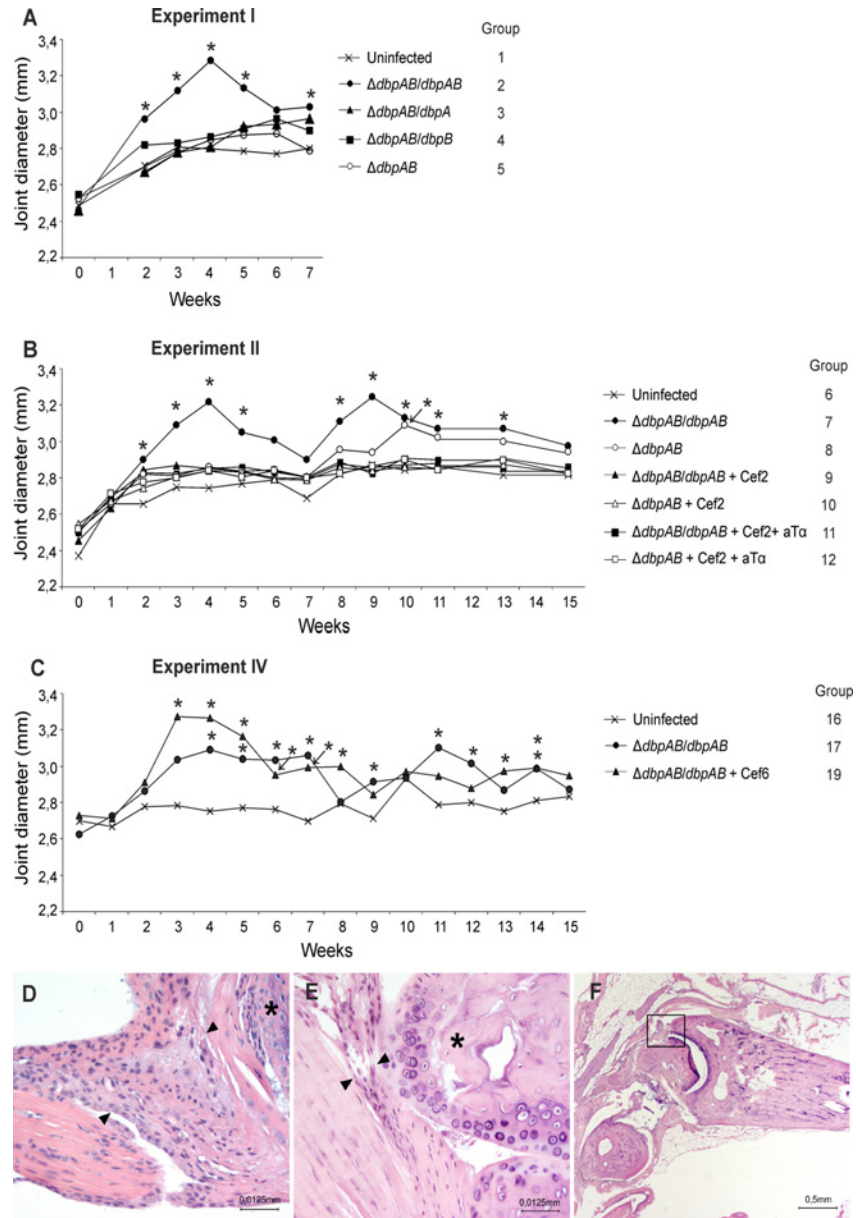 A
Experiment I
Group
Joint diameter (mm)
3,4
3,2
3,0
2,8
2,6
2,4
2,2
* * * * *
0 1 2 3 4 5 6 7
Weeks
Uninfected 1
ΔdbpAB/dbpAB 2
ΔdbpAB/dbpA 3
ΔdbpAB/dbpB 4
ΔdbpAB 5
B
Experiment II
Group
Joint diameter (mm)
3,4
3,2
3,0
2,8
2,6
2,4
2,2
* * * * * * * * * *
0 1 2 3 4 5 6 7 8 9 10 11 13 14 15
Weeks
Uninfected 6
ΔdbpAB/dbpAB 7
ΔdbpAB 8
ΔdbpAB/dbpAB + Cef2 9
ΔdbpAB + Cef2 10
ΔdbpAB/dbpAB + Cef2+ aTα 11
ΔdbpAB + Cef2 + aTα 12
C
Experiment IV
Group
Joint diameter (mm)
3,4
3,2
3,0
2,8
2,6
2,4
2,2
* * * * * * * * * * * * * * *
0 1 2 3 4 5 6 7 8 9 10 11 12 13 14 15
Weeks
Uninfected 16
ΔdbpAB/dbpAB 17
ΔdbpAB/dbpAB + Cef6 19
D
*
0,0125mm
E
*
0,0125mm
F
0,5mm